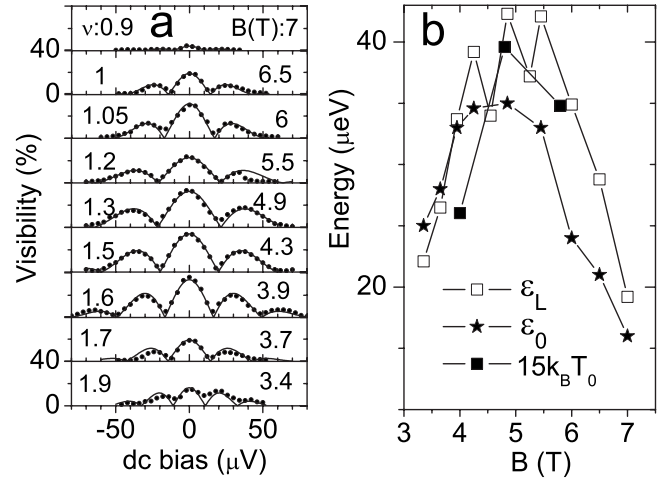 a
ν:0.9 B(T):7
40
1 6.5
0
1.05 6
1.2 5.5
1.3 4.9
1.5 4.3
1.6 3.9
1.7 3.7
40
1.9 3.4
0
-50 0 50
dc bias (μV)
Visibility (%)
b
40
20
Energy (μeV)
ε_L
ε_0
15k_BT_0
3 4 5 6 7
B (T)